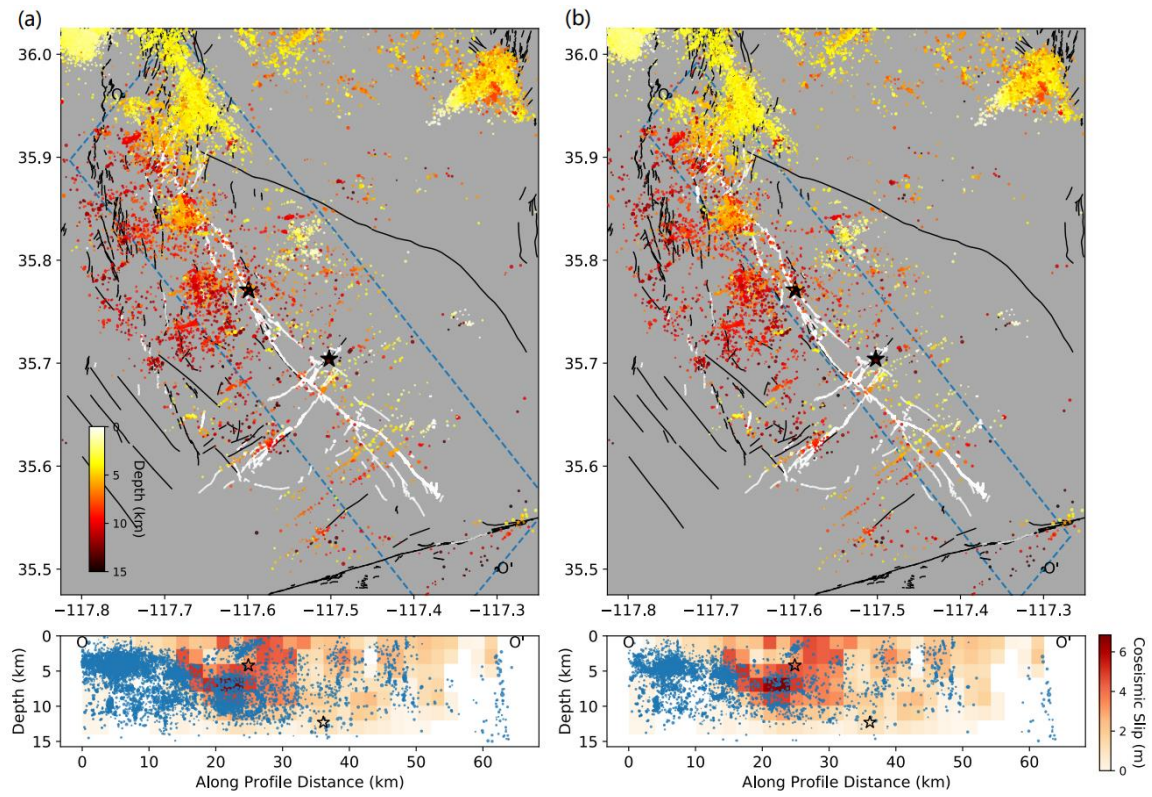 (a)
(b)
36.0
35.9
35.8
35.7
35.6
35.5
O
O'
0
5
10
15
Depth (km)
−117.8 −117.7 −117.6 −117.5 −117.4 −117.3
36.0
35.9
35.8
35.7
35.6
35.5
O
O'
−117.8 −117.7 −117.6 −117.5 −117.4 −117.3
O
O'
0
5
10
15
Depth (km)
0 10 20 30 40 50 60
Along Profile Distance (km)
O
O'
0
5
10
15
Depth (km)
0 10 20 30 40 50 60
Along Profile Distance (km)
6
4
2
0
Coseismic Slip (m)